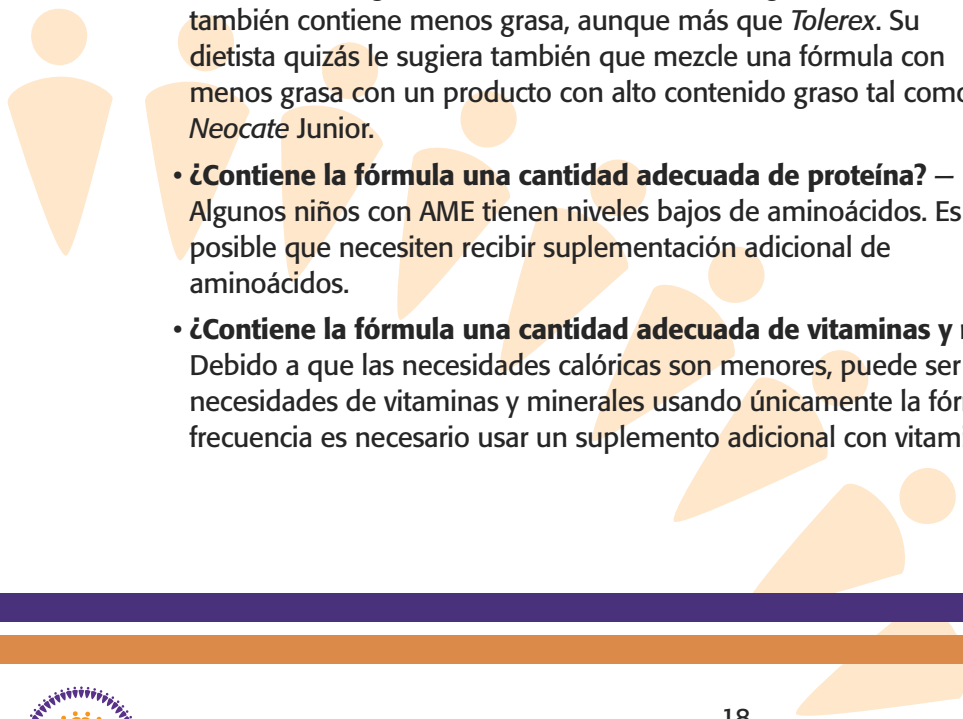 también contiene menos grasa, aunque más que Tolerex. Su
dietista quizás le sugiera también que mezcle una fórmula con
menos grasa con un producto con alto contenido graso tal como
Neocate Junior.
• ¿Contiene la fórmula una cantidad adecuada de proteína? —
Algunos niños con AME tienen niveles bajos de aminoácidos. Es
posible que necesiten recibir suplementación adicional de
aminoácidos.
• ¿Contiene la fórmula una cantidad adecuada de vitaminas y
Debido a que las necesidades calóricas son menores, puede ser
necesidades de vitaminas y minerales usando únicamente la
frecuencia es necesario usar un suplemento adicional con
18